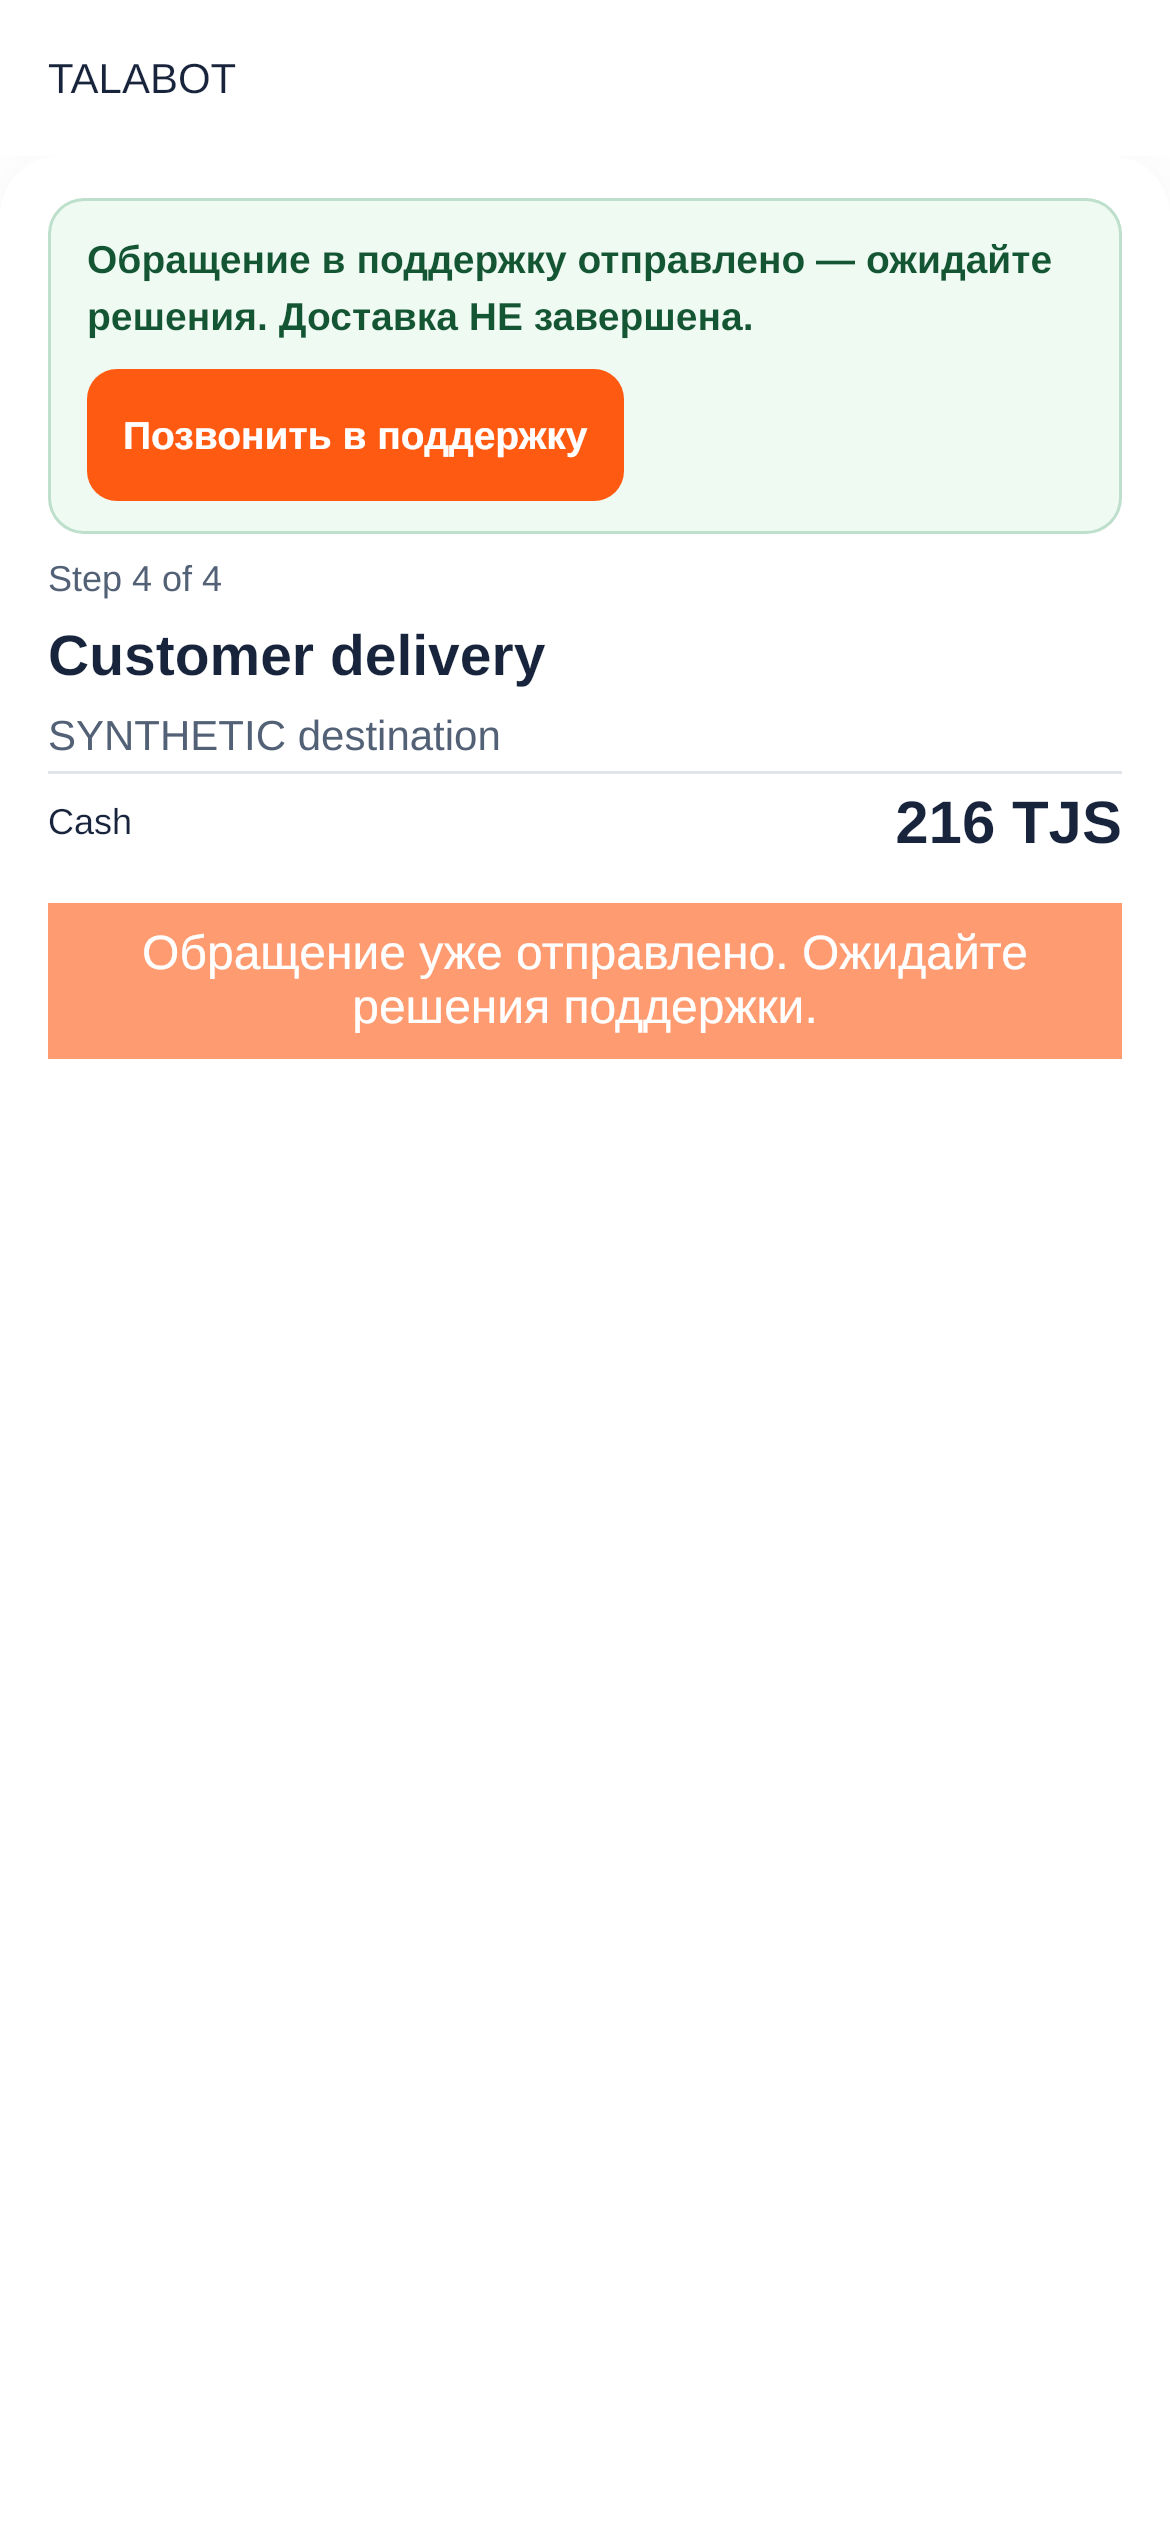 TALABOT
Обращение в поддержку отправлено — ожидайте
решения. Доставка НЕ завершена.
Позвонить в поддержку
Step 4 of 4
Customer delivery
SYNTHETIC destination
Cash
216 TJS
Обращение уже отправлено. Ожидайте
решения поддержки.